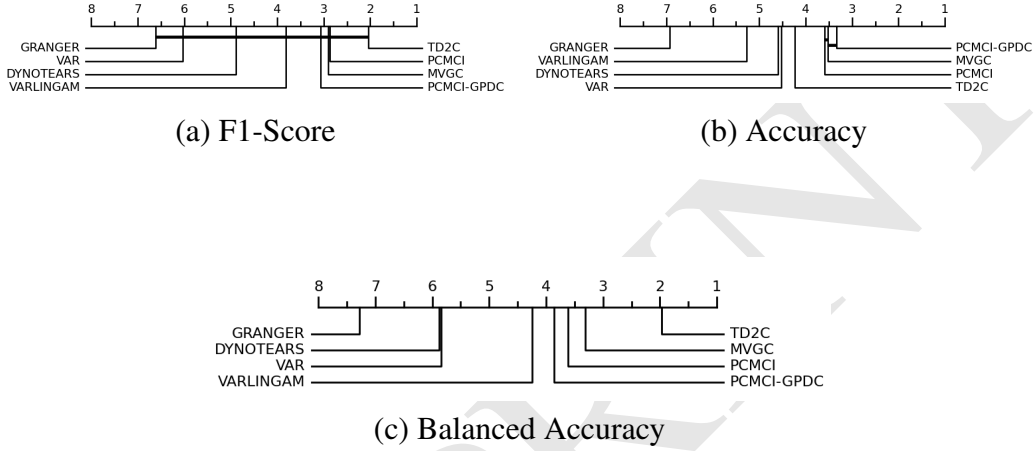 8 7 6 5 4 3 2 1
GRANGER TD2C
VAR PCMCI
DYNOTEARS MVGC
VARLINGAM PCMCI-GPDC
(a) F1-Score
8 7 6 5 4 3 2 1
GRANGER PCMCI-GPDC
VARLINGAM MVGC
DYNOTEARS PCMCI
VAR TD2C
(b) Accuracy
8 7 6 5 4 3 2 1
GRANGER TD2C
DYNOTEARS MVGC
VAR PCMCI
VARLINGAM PCMCI-GPDC
(c) Balanced Accuracy